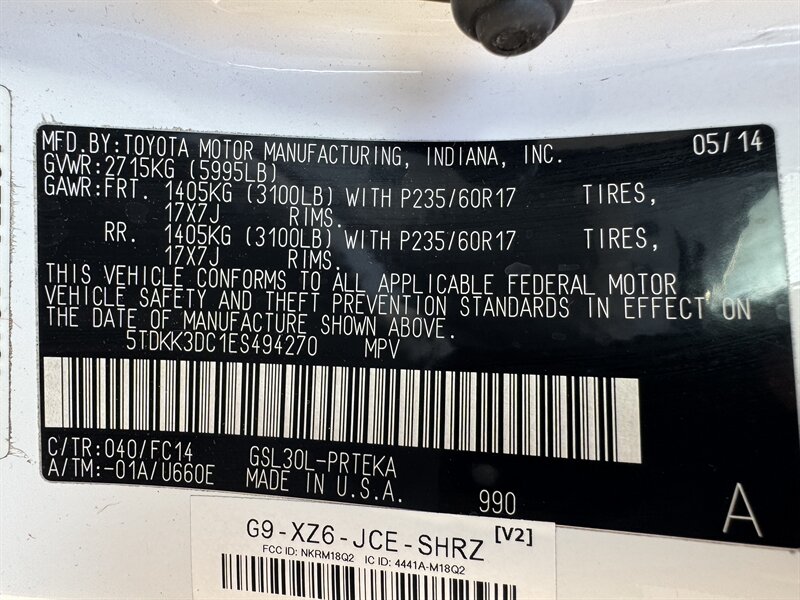 MFD.BY:TOYOTA MOTOR MANUFACTURING, INDIANA, INC. 05/14
GVWR:2715KG (5995LB)
GAWR:FRT. 1405KG (3100LB) WITH P235/60R17 TIRES,
17X7J RIMS.
RR. 1405KG (3100LB) WITH P235/60R17 TIRES,
17X7J RIMS.
THIS VEHICLE CONFORMS TO ALL APPLICABLE FEDERAL MOTOR
VEHICLE SAFETY AND THEFT PREVENTION STANDARDS IN EFFECT ON
THE DATE OF MANUFACTURE SHOWN ABOVE.
5TDKK3DC1ES494270 MPV
C/TR:040/FC14 GSL30L-PRTEKA
A/TM:-01A/U660E MADE IN U.S.A. 990 A
G9-XZ6-JCE-SHRZ [V2]
FCC ID: NKRM18Q2 IC ID: 4441A-M18Q2